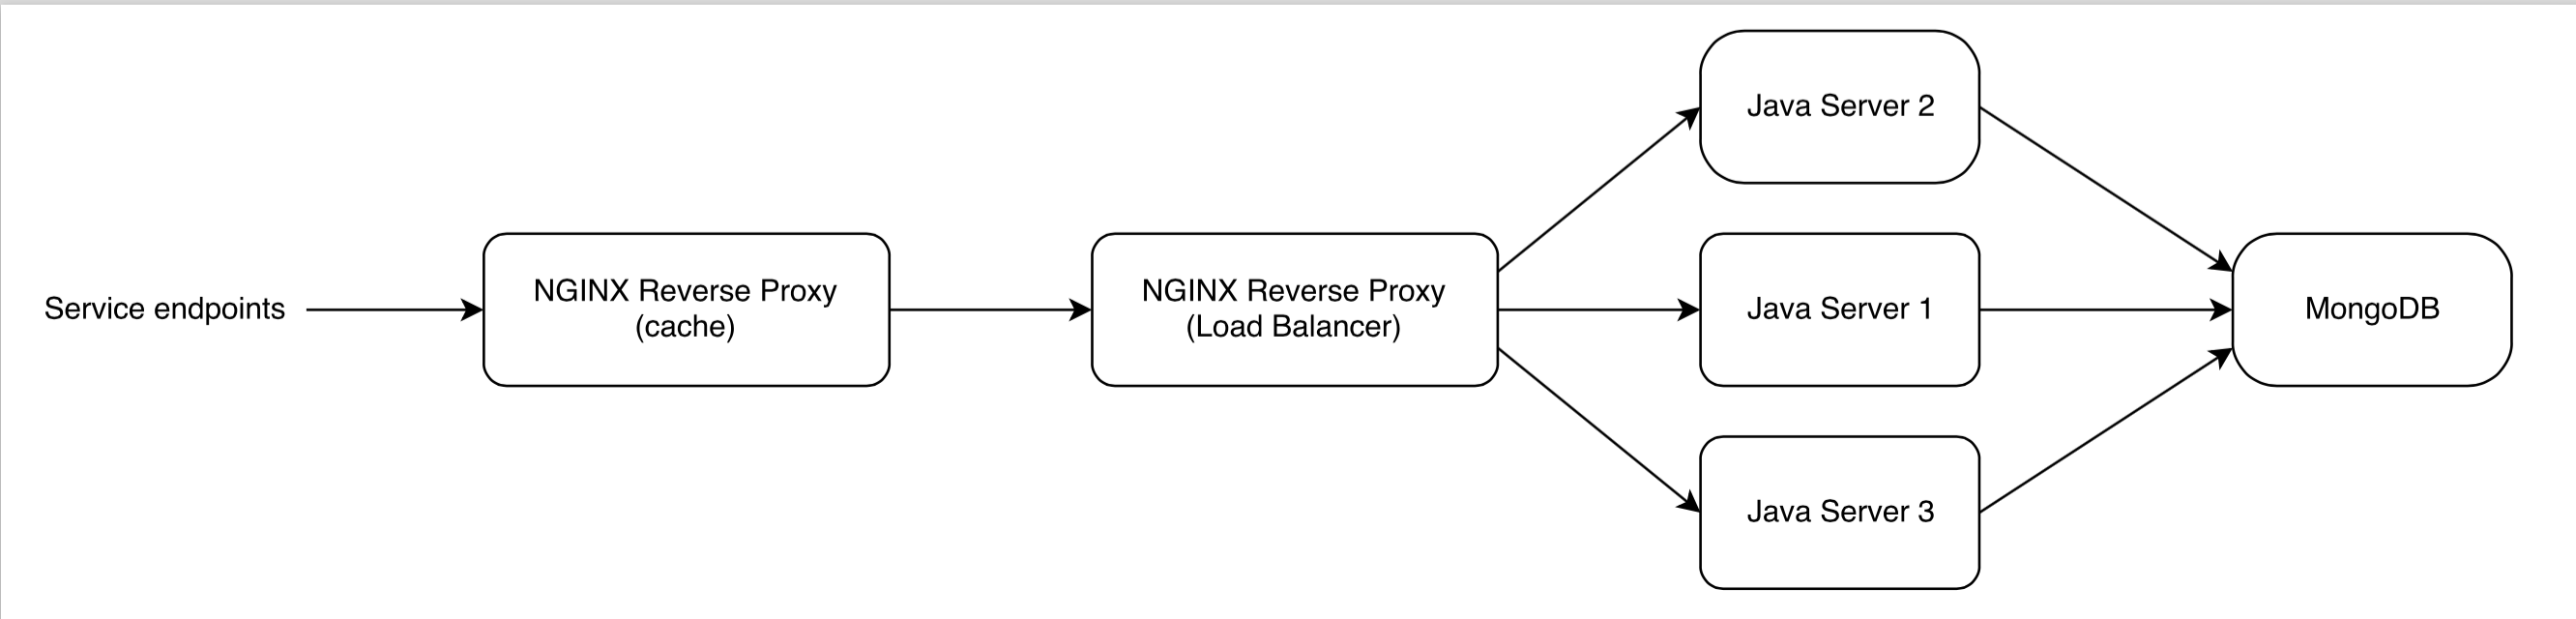 Service endpoints
NGINX Reverse Proxy
(cache)
NGINX Reverse Proxy
(Load Balancer)
Java Server 2
Java Server 1
Java Server 3
MongoDB